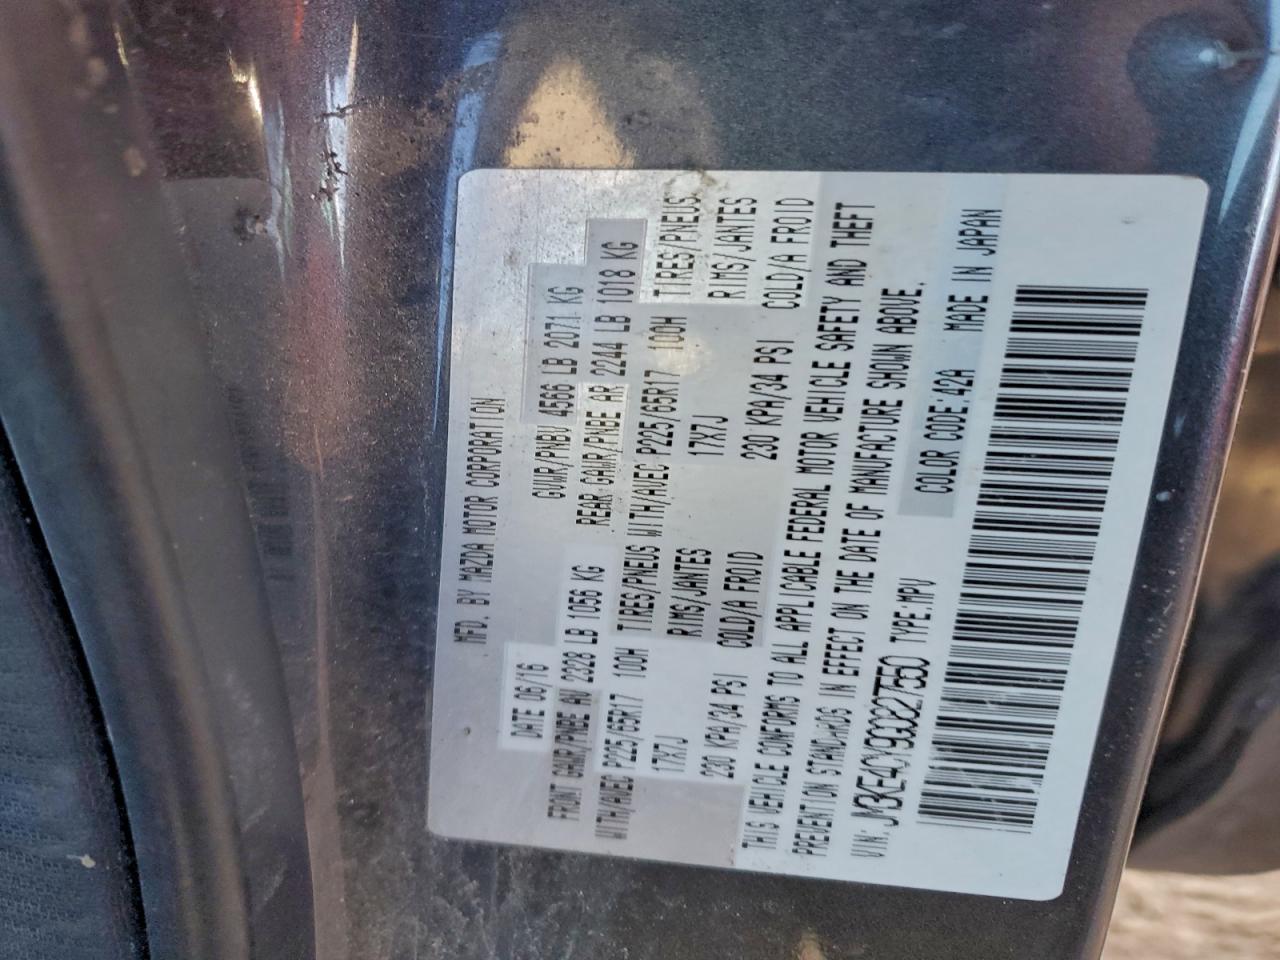 MFD. BY MAZDA MOTOR CORPORATION
DATE 06/16 GVWR/PNBV 4566 LB 2071 KG
FRONT GAWR/PNBE AV 2328 LB 1056 KG REAR GAWR/PNBE AR 2244 LB 1018 KG
WITH/AVEC P225/65R17 100H TIRES/PNEUS WITH/AVEC P225/65R17 100H TIRES/PNEUS
17X7J RIMS/JANTES 17X7J RIMS/JANTES
230 KPA/34 PSI COLD/A FROID 230 KPA/34 PSI COLD/A FROID
THIS VEHICLE CONFORMS TO ALL APPLICABLE FEDERAL MOTOR VEHICLE SAFETY AND THEFT
PREVENTION STANDARDS IN EFFECT ON THE DATE OF MANUFACTURE SHOWN ABOVE.
VIN: JM3KE4CY9G0827550 TYPE:MPV COLOR CODE:42A MADE IN JAPAN